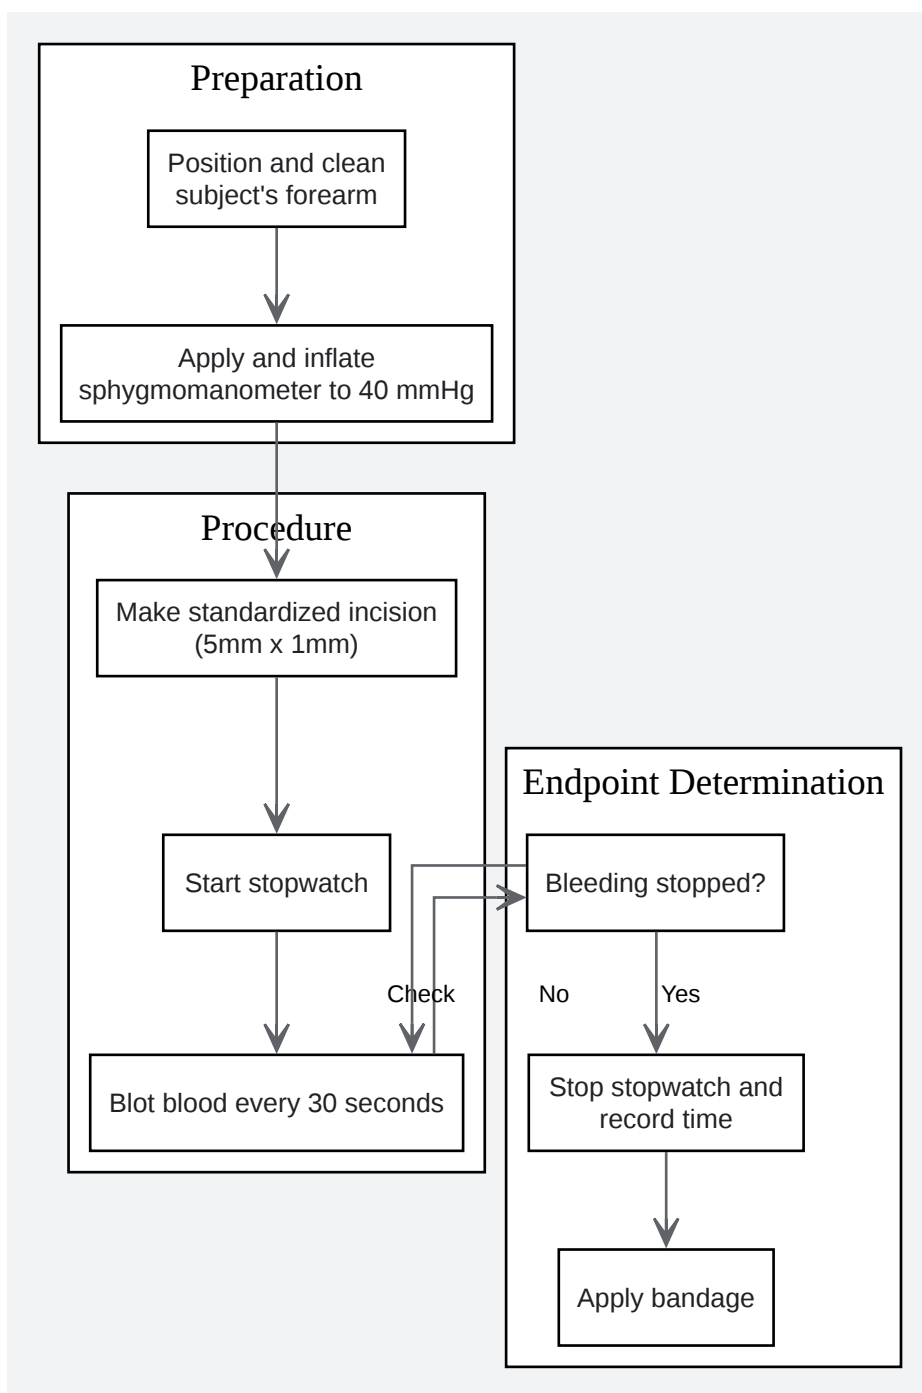 Preparation
Position and clean
subject's forearm
Apply and inflate
sphygmomanometer to 40 mmHg
Procedure
Make standardized incision
(5mm x 1mm)
Start stopwatch
Check
Blot blood every 30 seconds
Endpoint Determination
Bleeding stopped?
No
Yes
Stop stopwatch and
record time
Apply bandage